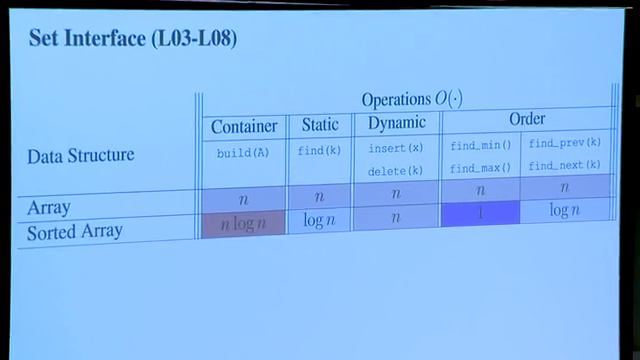 Set Interface (L03-L08)
Operations O(·)
Container Static Dynamic Order
Data Structure build(A) find(k) insert(x) find_min() find_prev(k)
delete(k) find_max() find_next(k)
Array n n n n n
Sorted Array n log n log n n 1 log n